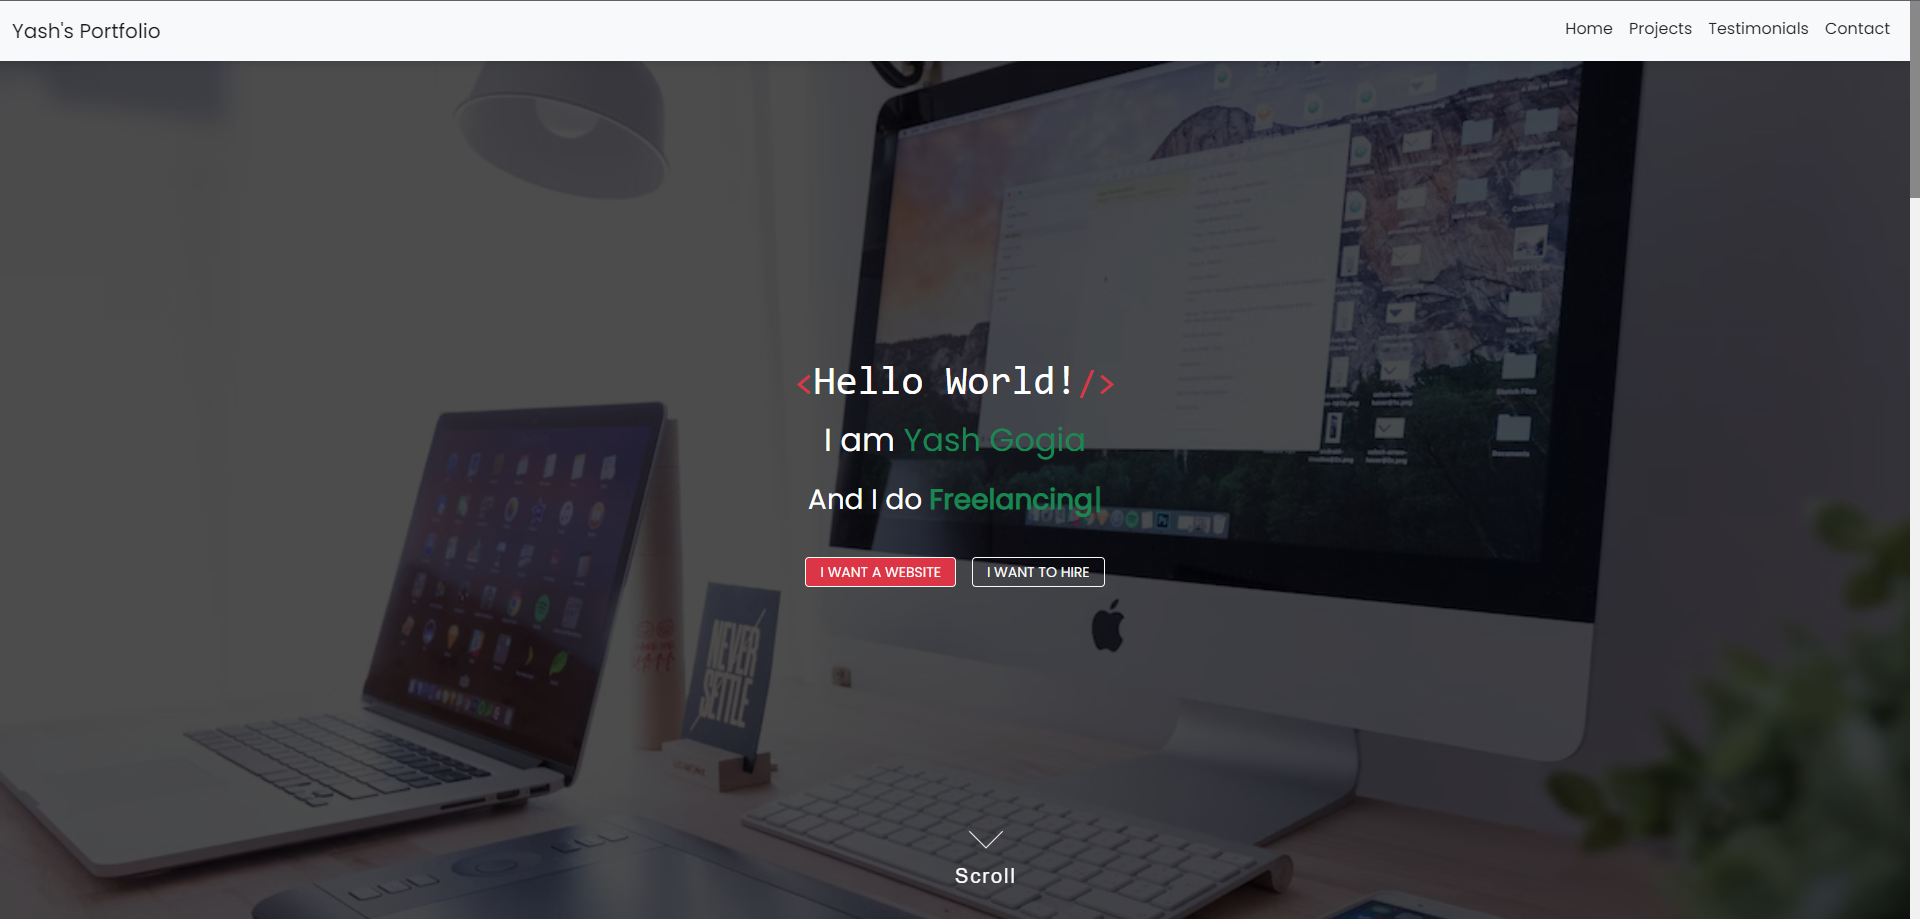 Yash's Portfolio
Home Projects Testimonials Contact
<Hello World!/>
I am Yash Gogia
And I do Freelancing|
I WANT A WEBSITE I WANT TO HIRE
NEVER
SETTLE
Scroll